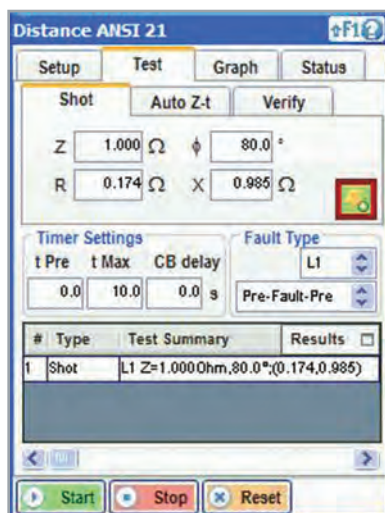 Distance ANSI 21 F1?
Setup Test Graph Status
Shot Auto Z-t Verify
Z 1.000 Ω ϕ 80.0 °
R 0.174 Ω X 0.985 Ω
Timer Settings Fault Type
t Pre t Max CB delay L1
0.0 10.0 0.0 s Pre-Fault-Pre
# Type Test Summary Results
1 Shot L1 Z=1.000Ohm,80.0°;(0.174,0.985)
Start Stop Reset